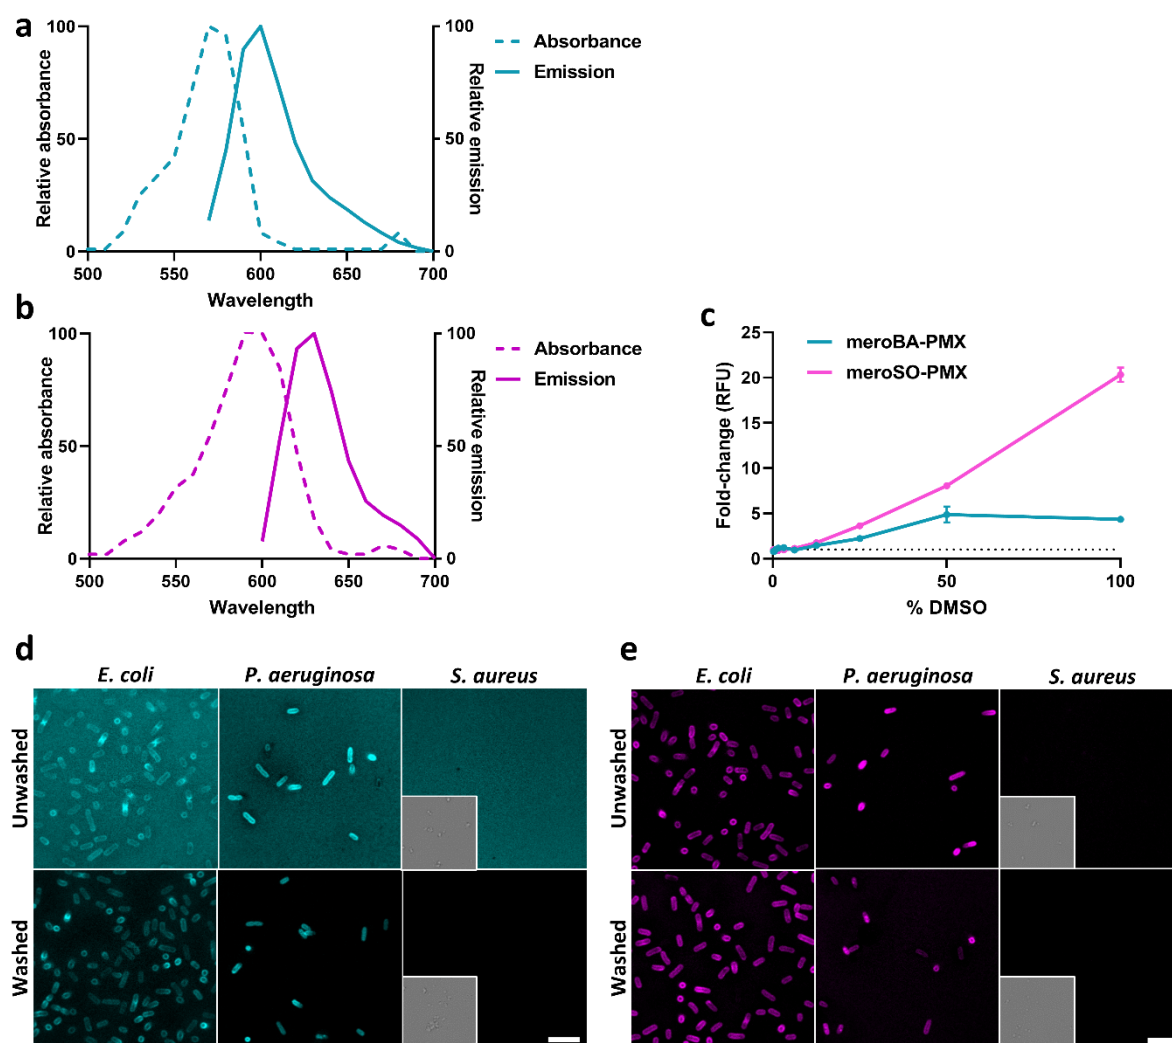 a
100
50
0
Relative absorbance
100
50
0
Relative emission
Absorbance
Emission
500 550 600 650 700
Wavelength
b
100
50
0
Relative absorbance
100
50
0
Relative emission
Absorbance
Emission
500 550 600 650 700
Wavelength
c
25
20
15
10
5
0
Fold-change (RFU)
meroBA-PMX
meroSO-PMX
0 50 100
% DMSO
d
E. coli P. aeruginosa S. aureus
Unwashed
Washed
e
E. coli P. aeruginosa S. aureus
Unwashed
Washed